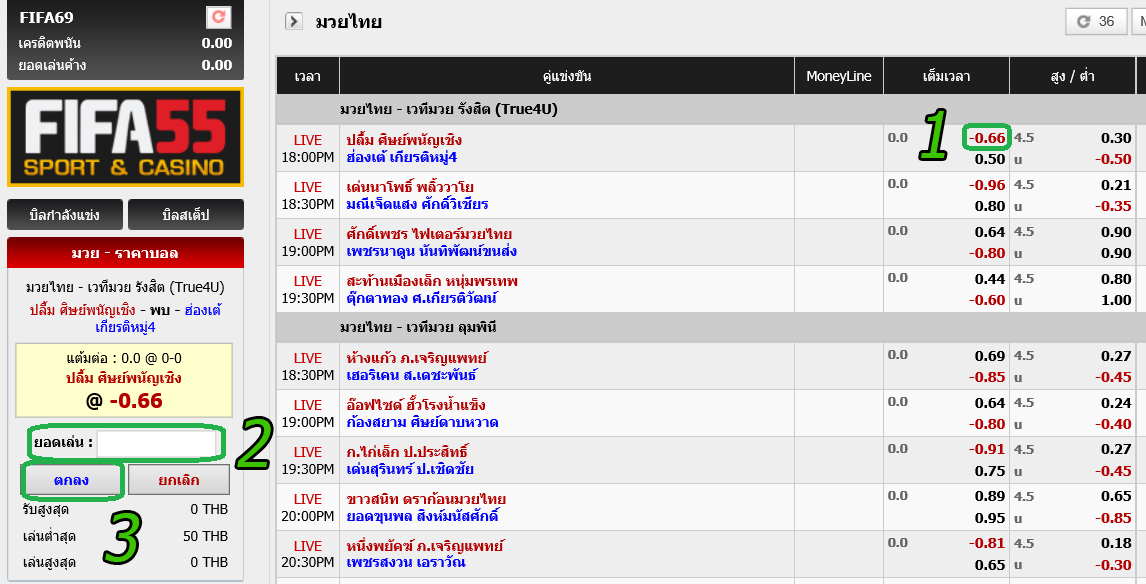 FIFA69
เครดิตพนัน 0.00
ยอดเล่นค้าง 0.00
FIFA55
SPORT & CASINO
บิลกำลังแข่ง บิลสเต็ป
มวย - ราคาบอล
มวยไทย - เวทีมวย รังสิต (True4U)
ปลื้ม ศิษย์พนัญเชิง - พบ - ฮ่องเต้
เกียรติหมู่4
แต้มต่อ : 0.0 @ 0-0
ปลื้ม ศิษย์พนัญเชิง
@ -0.66
ยอดเล่น :
2
ตกลง ยกเลิก
รับสูงสุด 0 THB
เล่นต่ำสุด 50 THB
เล่นสูงสุด 0 THB
3
มวยไทย
36
เวลา คู่แข่งขัน MoneyLine เต็มเวลา สูง / ต่ำ
มวยไทย - เวทีมวย รังสิต (True4U)
1
LIVE ปลื้ม ศิษย์พนัญเชิง 0.0 -0.66 4.5 0.30
18:00PM ฮ่องเต้ เกียรติหมู่4 0.50 u -0.50
LIVE เด่นนาโพธิ์ พลิ้ววาโย 0.0 -0.96 4.5 0.21
18:30PM มณีเจ็ดแสง ศักดิ์วิเชียร 0.80 u -0.35
LIVE ศักดิ์เพชร ไฟเตอร์มวยไทย 0.0 0.64 4.5 0.90
19:00PM เพชรนาดูน นันทิพัฒน์ขนส่ง -0.80 u 0.90
LIVE สะท้านเมืองเล็ก หนุ่มพรเทพ 0.0 0.44 4.5 0.80
19:30PM ตุ๊กตาทอง ศ.เกียรติวัฒน์ -0.60 u 1.00
มวยไทย - เวทีมวย ลุมพินี
LIVE ห้างแก้ว ภ.เจริญแพทย์ 0.0 0.69 4.5 0.27
18:30PM เฮอริเคน ส.เดชะพันธ์ -0.85 u -0.45
LIVE อ๊อฟไซด์ ฮั้วโรงน้ำแข็ง 0.0 0.64 4.5 0.24
19:00PM ก้องสยาม ศิษย์ดาบหวาด -0.80 u -0.40
LIVE ก.ไก่เล็ก ป.ประสิทธิ์ 0.0 -0.91 4.5 0.27
19:30PM เด่นสุรินทร์ ป.เชิดชัย 0.75 u -0.45
LIVE ขาวสนิท ดราก้อนมวยไทย 0.0 0.89 4.5 0.65
20:00PM ยอดขุนพล สิงห์มนัสศักดิ์ 0.95 u -0.85
LIVE หนึ่งพยัคฆ์ ภ.เจริญแพทย์ 0.0 -0.81 4.5 0.18
20:30PM เพชรสงวน เอราวัณ 0.65 u -0.30